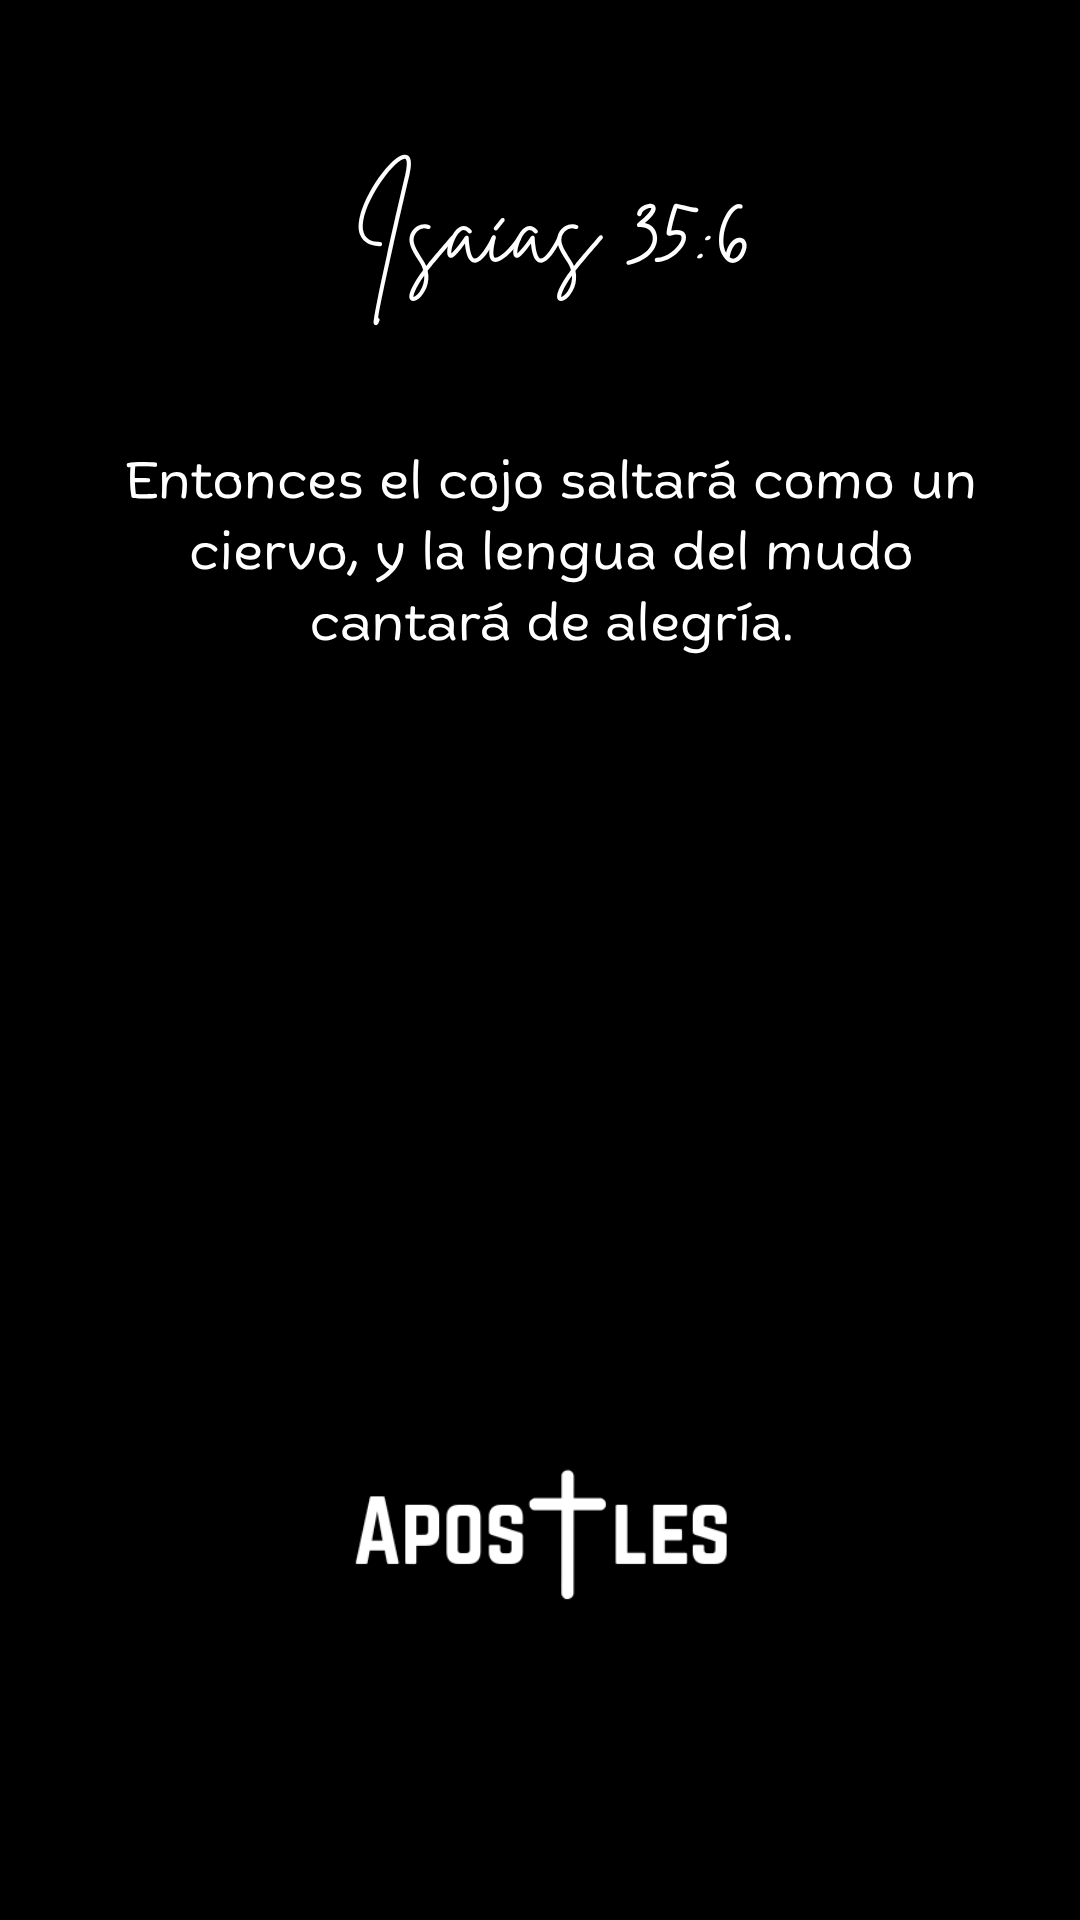 Isaías 35:6
Entonces el cojo saltará como un
ciervo, y la lengua del mudo
cantará de alegría.
APOSTLES